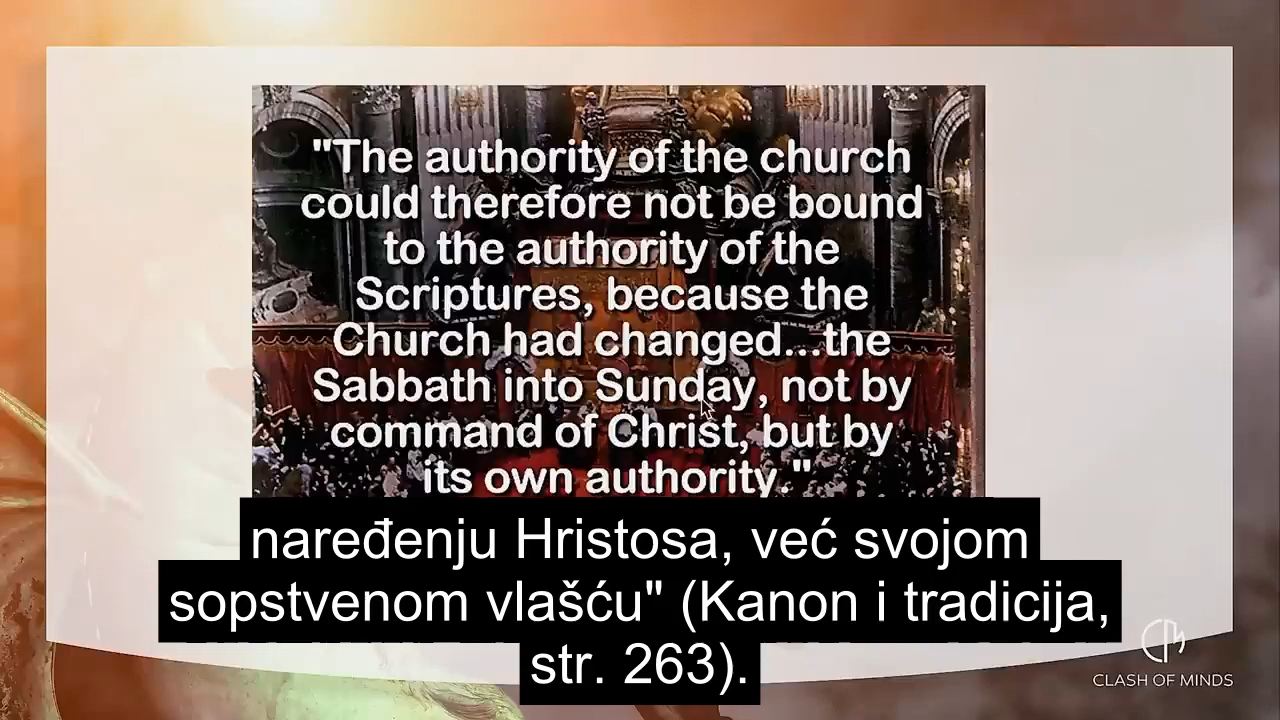 "The authority of the church
could therefore not be bound
to the authority of the
Scriptures, because the
Church had changed...the
Sabbath into Sunday, not by
command of Christ, but by
its own authority."
naređenju Hristosa, već svojom
sopstvenom vlašću" (Kanon i tradicija,
str. 263).
CLASH OF MINDS